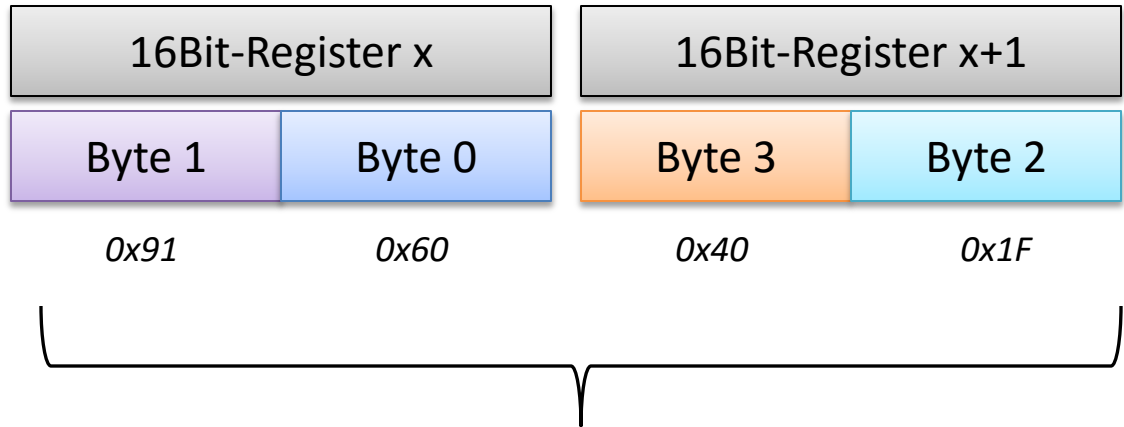 16Bit-Register x 16Bit-Register x+1
Byte 1 Byte 0 Byte 3 Byte 2
0x91 0x60 0x40 0x1F